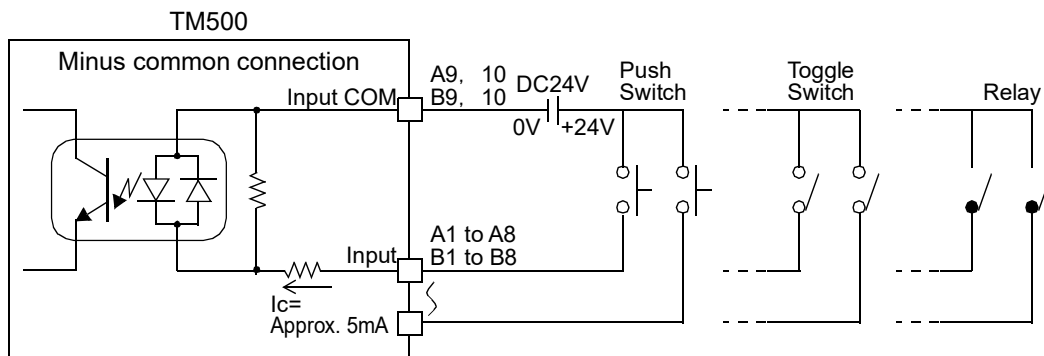 TM500
Minus common connection
Input COM
A9, 10
B9, 10
DC24V
0V +24V
Push
Switch
Toggle
Switch
Relay
Input
A1 to A8
B1 to B8
Ic=
Approx. 5mA